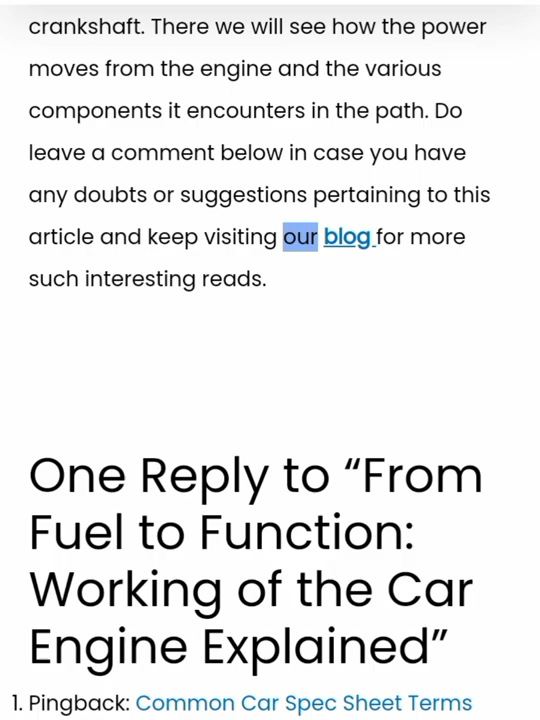 crankshaft. There we will see how the power
moves from the engine and the various
components it encounters in the path. Do
leave a comment below in case you have
any doubts or suggestions pertaining to this
article and keep visiting our blog for more
such interesting reads.
One Reply to “From
Fuel to Function:
Working of the Car
Engine Explained”
1. Pingback: Common Car Spec Sheet Terms